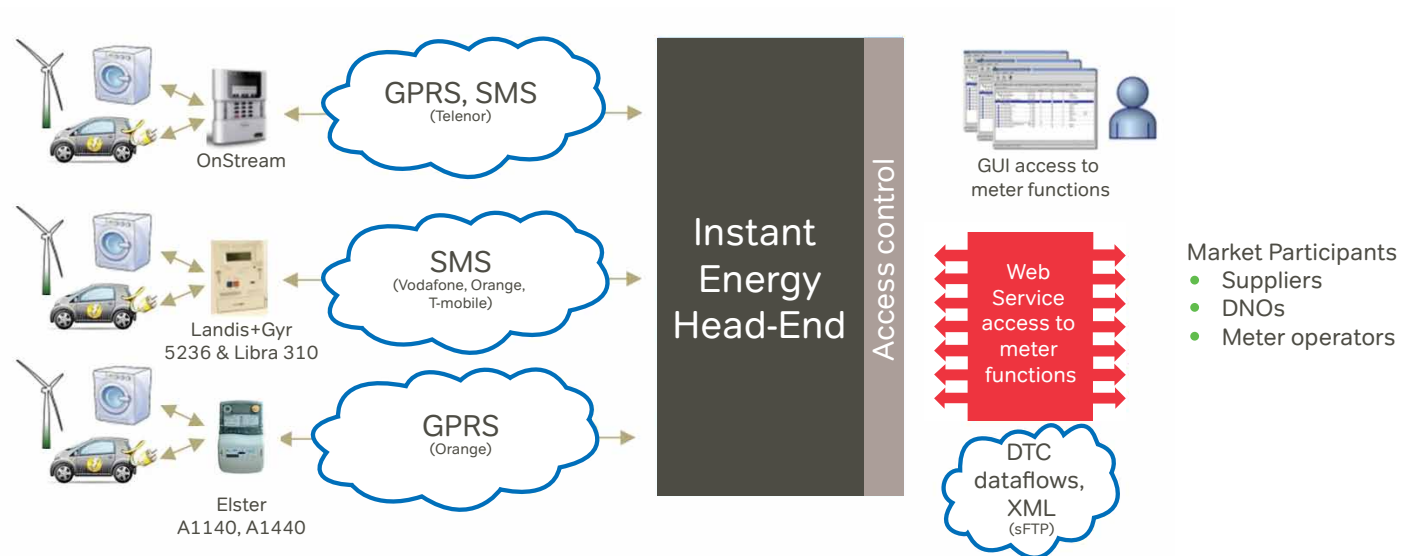 GPRS, SMS
(Telenor)
OnStream
SMS
(Vodafone, Orange,
T-mobile)
Landis+Gyr
5236 & Libra 310
GPRS
(Orange)
Elster
A1140, A1440
Instant
Energy
Head-End
Access control
GUI access to
meter functions
Web
Service
access to
meter
functions
DTC
dataflows,
XML
(sFTP)
Market Participants
• Suppliers
• DNOs
• Meter operators